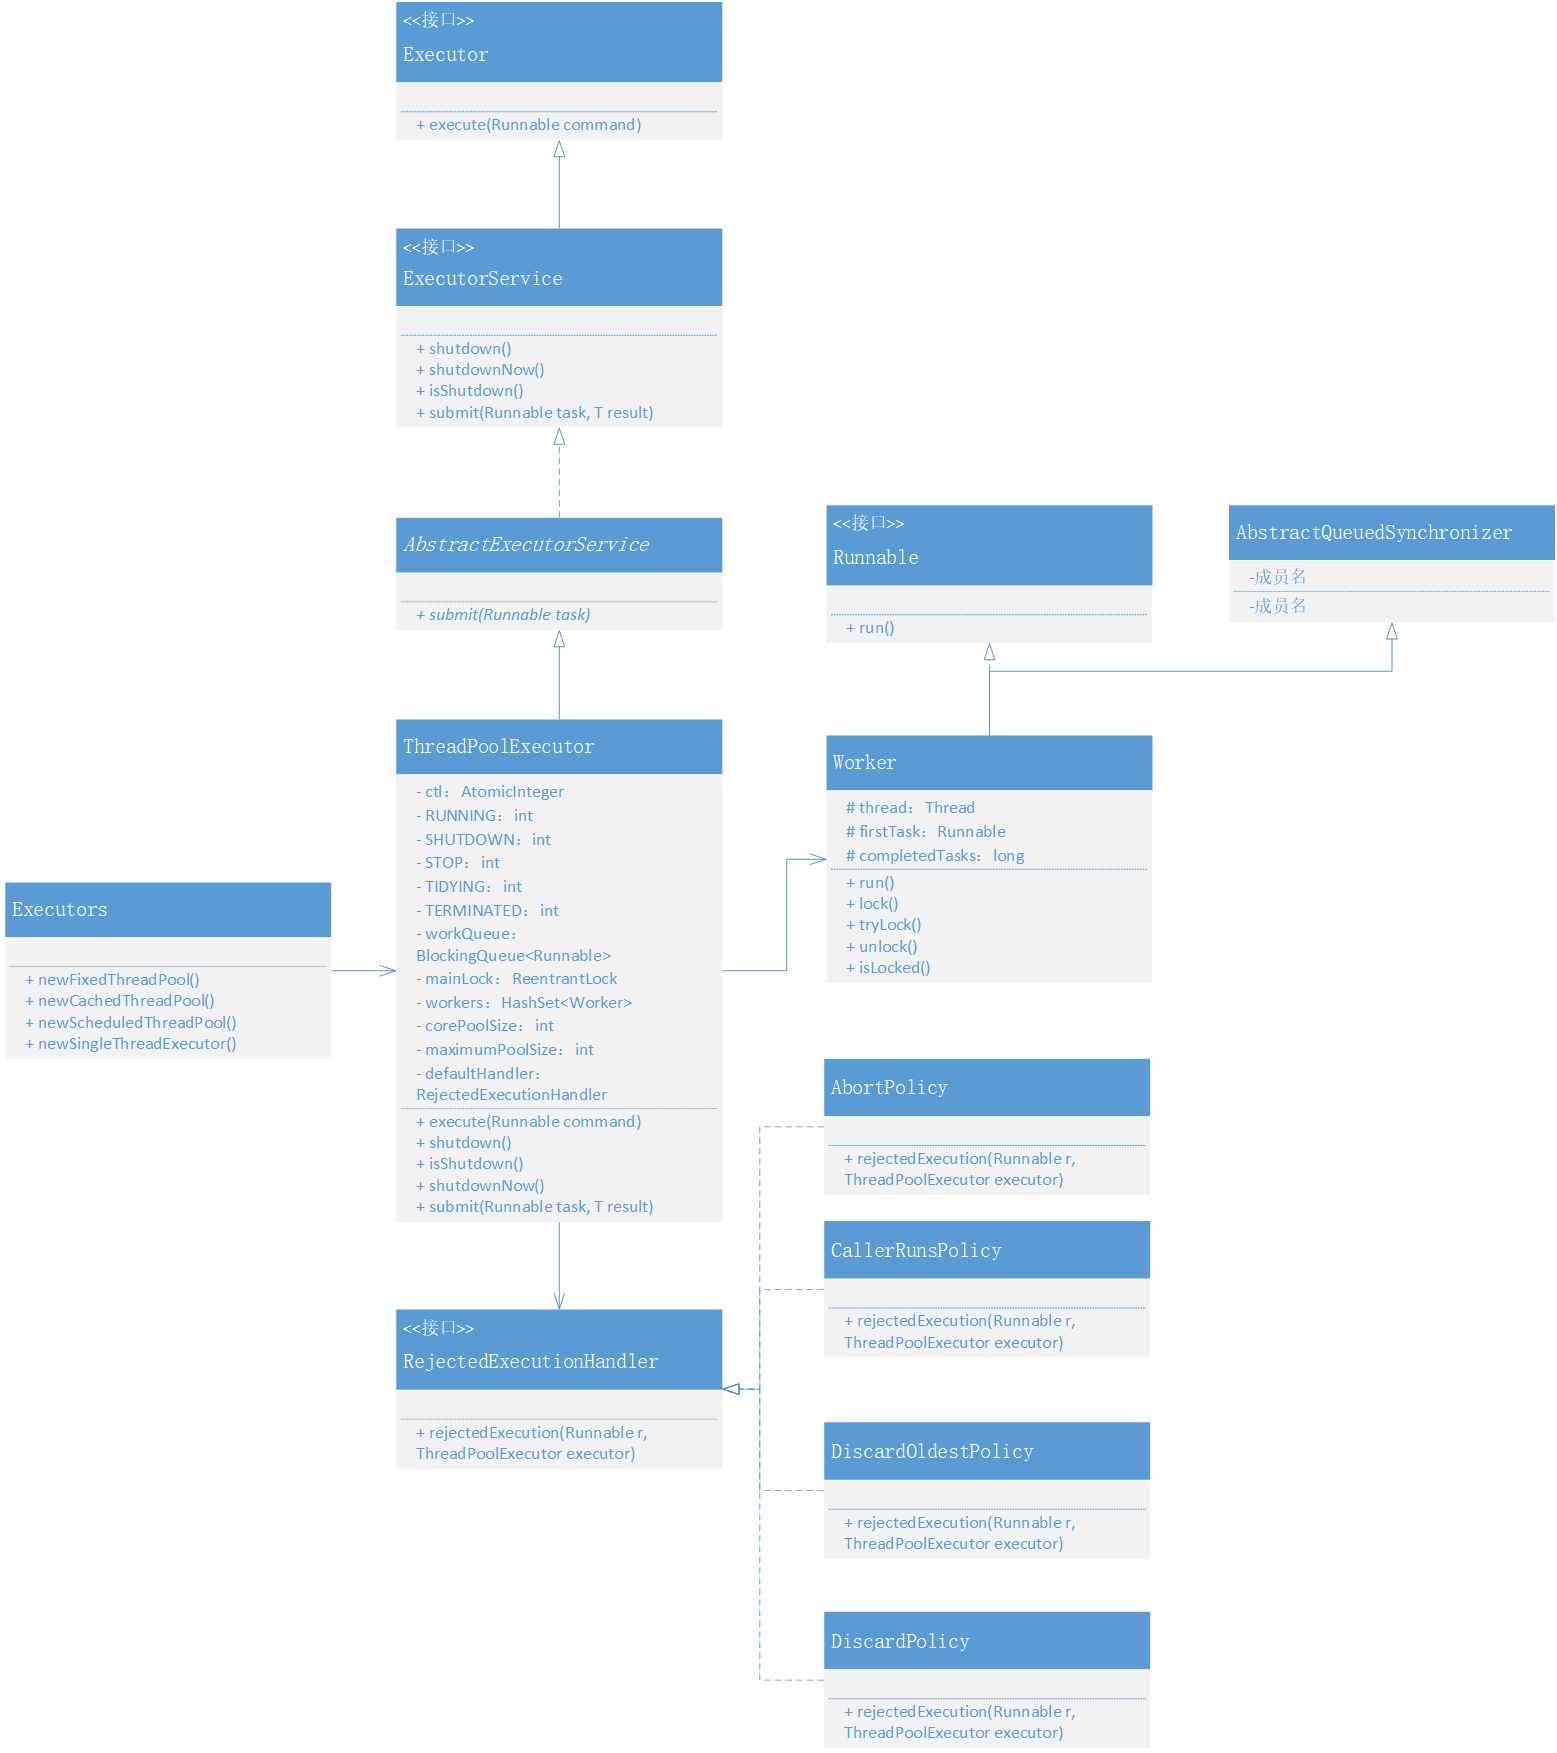 <<接口>>
Executor
+ execute(Runnable command)
<<接口>>
ExecutorService
+ shutdown()
+ shutdownNow()
+ isShutdown()
+ submit(Runnable task, T result)
AbstractExecutorService
+ submit(Runnable task)
<<接口>>
Runnable
+ run()
AbstractQueuedSynchronizer
-成员名
-成员名
ThreadPoolExecutor
- ctl：AtomicInteger
- RUNNING：int
- SHUTDOWN：int
- STOP：int
- TIDYING：int
- TERMINATED：int
- workQueue：
BlockingQueue<Runnable>
- mainLock：ReentrantLock
- workers：HashSet<Worker>
- corePoolSize：int
- maximumPoolSize：int
- defaultHandler：
RejectedExecutionHandler
+ execute(Runnable command)
+ shutdown()
+ isShutdown()
+ shutdownNow()
+ submit(Runnable task, T result)
Worker
# thread：Thread
# firstTask：Runnable
# completedTasks：long
+ run()
+ lock()
+ tryLock()
+ unlock()
+ isLocked()
Executors
+ newFixedThreadPool()
+ newCachedThreadPool()
+ newScheduledThreadPool()
+ newSingleThreadExecutor()
<<接口>>
RejectedExecutionHandler
+ rejectedExecution(Runnable r,
ThreadPoolExecutor executor)
AbortPolicy
+ rejectedExecution(Runnable r,
ThreadPoolExecutor executor)
CallerRunsPolicy
+ rejectedExecution(Runnable r,
ThreadPoolExecutor executor)
DiscardOldestPolicy
+ rejectedExecution(Runnable r,
ThreadPoolExecutor executor)
DiscardPolicy
+ rejectedExecution(Runnable r,
ThreadPoolExecutor executor)